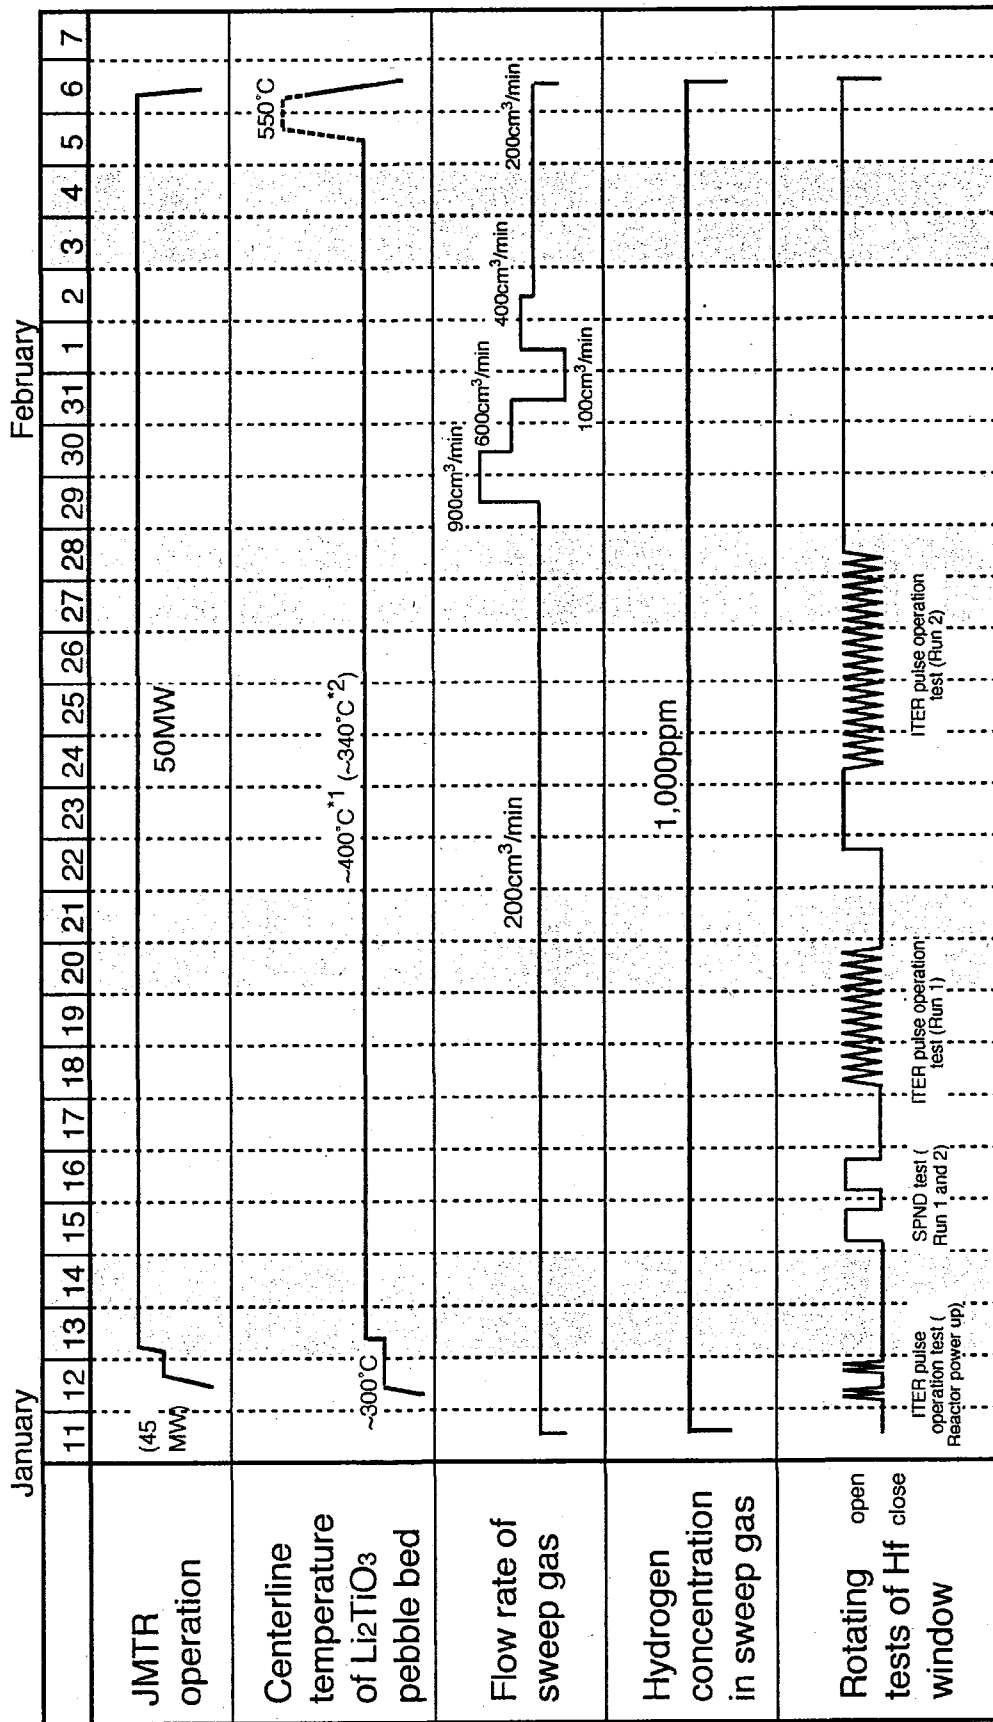 January
February
11 12 13 14 15 16 17 18 19 20 21 22 23 24 25 26 27 28 29 30 31 1 2 3 4 5 6 7
JMTR
operation
(45
MW)
50MW
Centerline
temperature
of Li2TiO3
pebble bed
~300°C
~400°C*1 (~340°C*2)
550°C
Flow rate of
sweep gas
200cm3/min
900cm3/min
600cm3/min
100cm3/min
400cm3/min
200cm3/min
Hydrogen
concentration
in sweep gas
1,000ppm
Rotating
tests of Hf
window
open
close
ITER pulse
operation test (
Reactor power up)
SPND test (
Run 1 and 2)
ITER pulse operation
test (Run 1)
ITER pulse operation
test (Run 2)